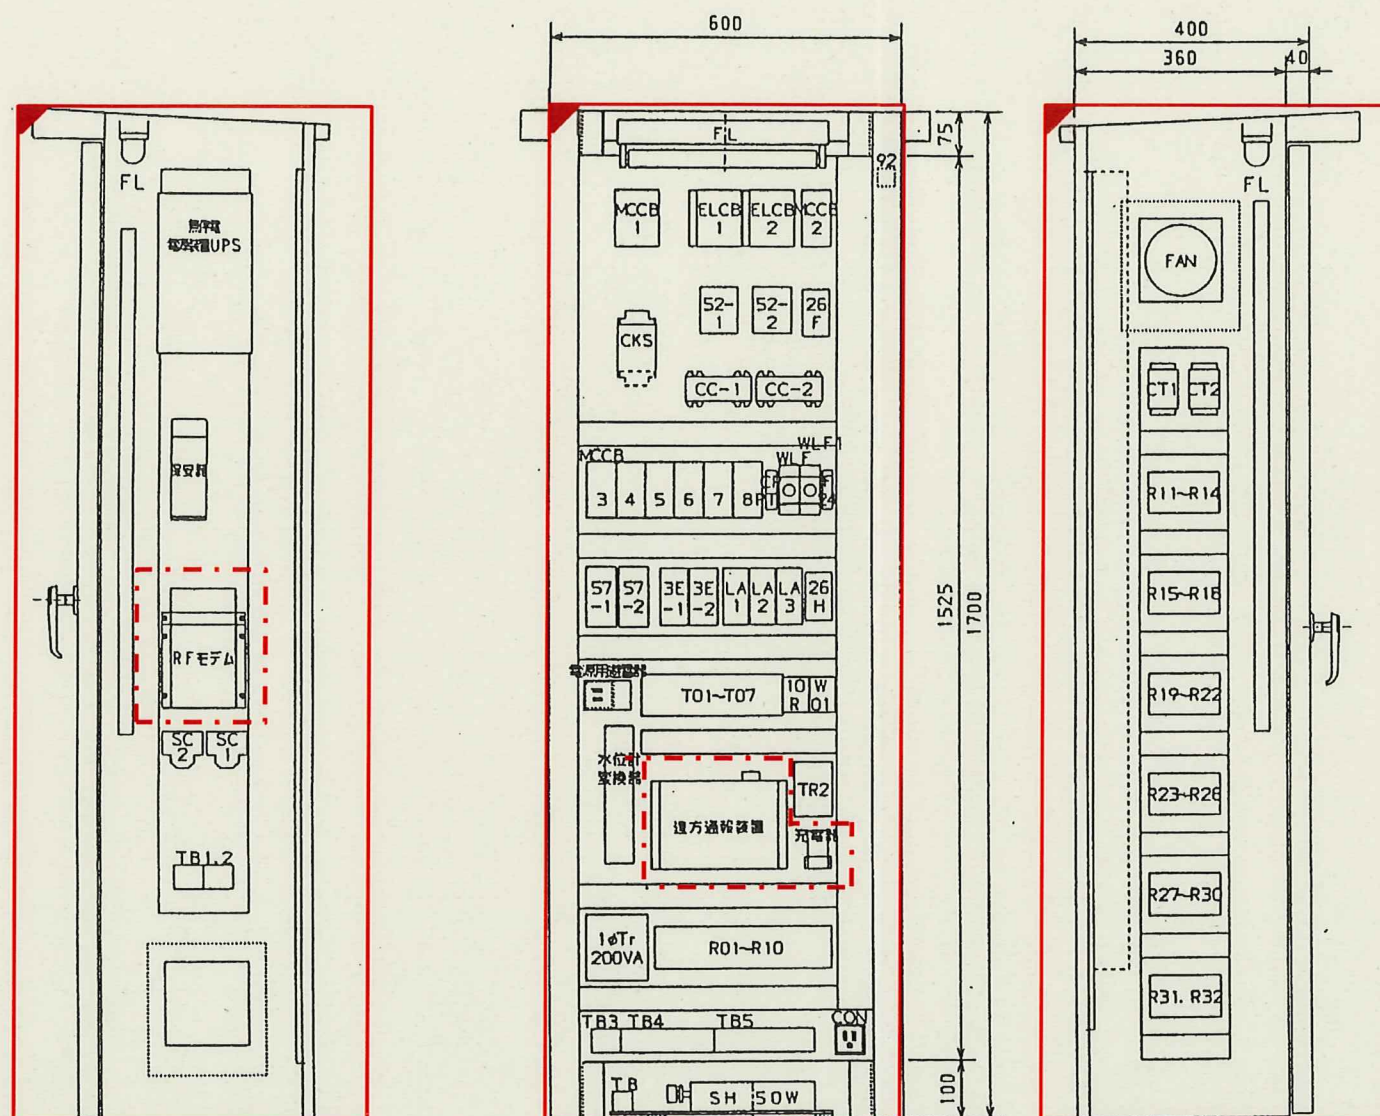 600
400
360
40
FL
無停電
電源装置UPS
保安器
RFモデム
SC
2
SC
1
TB1.2
FL
92
75
MCCB
1
ELCB
1
ELCB
2
MCCB
2
52-
1
52-
2
26
F
CKS
CC-1
CC-2
MCCB
3
4
5
6
7
8
WLF
WLF1
PT
57
-1
57
-2
3E
-1
3E
-2
LA
1
LA
2
LA
3
26
H
T01~T07
10
R
W
01
水位計
変換器
遠方通報装置
TR2
充電器
1φTr
200VA
R01~R10
TB3
TB4
TB5
CON
TB
SH
50W
1525
1700
100
FL
FAN
CT1
CT2
R11~R14
R15~R18
R19~R22
R23~R26
R27~R30
R31. R32